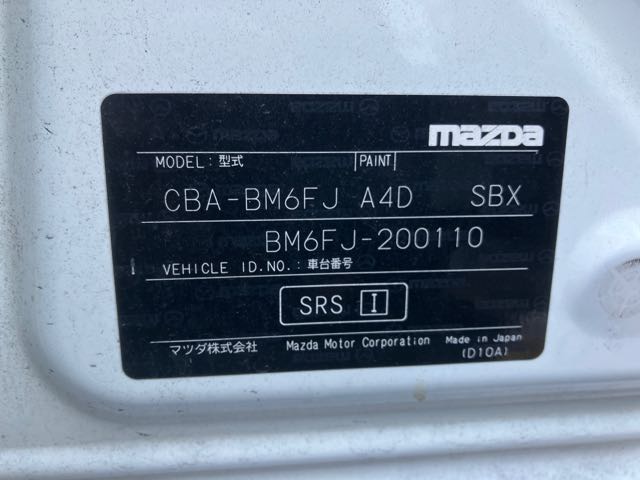 mazda
MODEL: 型式 PAINT
CBA-BM6FJ A4D SBX
BM6FJ-200110
VEHICLE ID.NO.: 車台番号
SRS I
マツダ株式会社 Mazda Motor Corporation Made in Japan
(D10A)